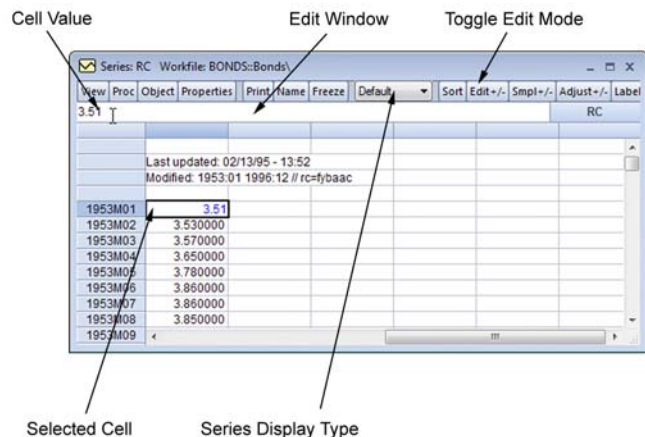 Cell Value
Edit Window
Toggle Edit Mode
Series: RC Workfile: BONDS::Bonds\
View Proc Object Properties Print Name Freeze Default Sort Edit+/- Smpl+/- Adjust+/- Label
3.51
RC
Last updated: 02/13/95 - 13:52
Modified: 1953:01 1996:12 // rc=fybaac
1953M01 3.51
1953M02 3.530000
1953M03 3.570000
1953M04 3.650000
1953M05 3.780000
1953M06 3.860000
1953M07 3.860000
1953M08 3.850000
1953M09
Selected Cell
Series Display Type